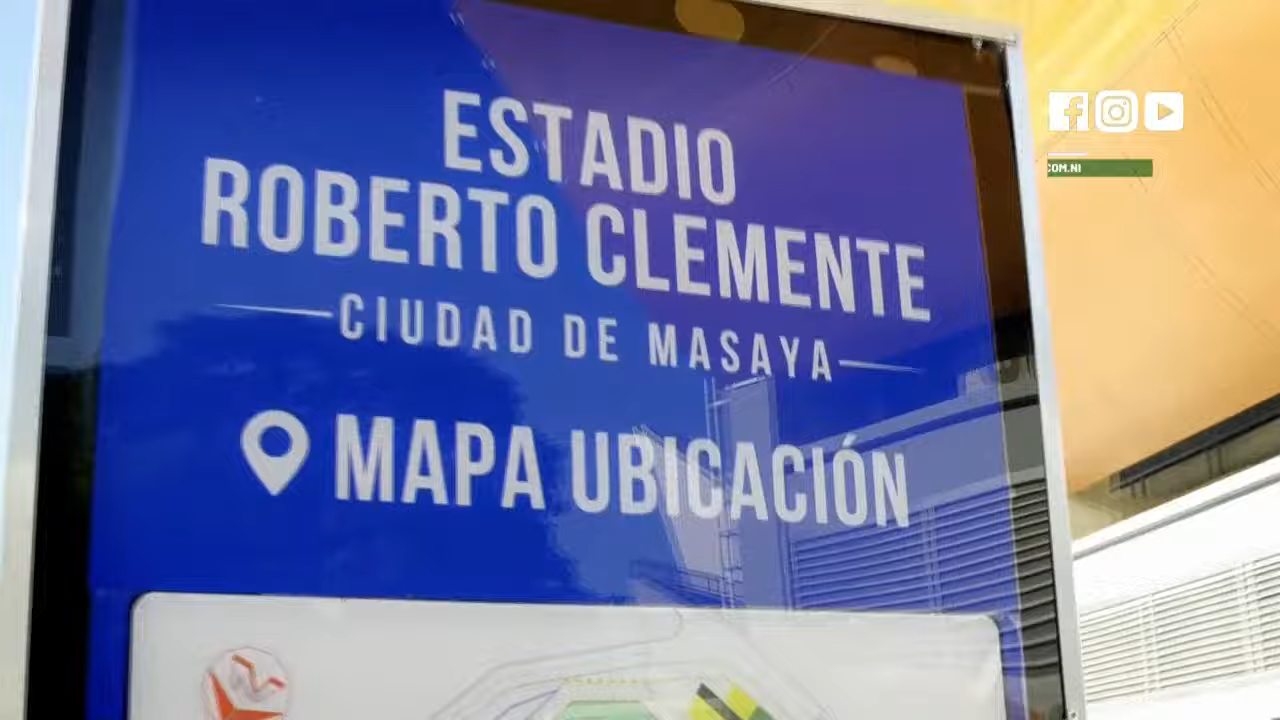 ESTADIO
ROBERTO CLEMENTE
CIUDAD DE MASAYA
MAPA UBICACIÓN
COM.NI